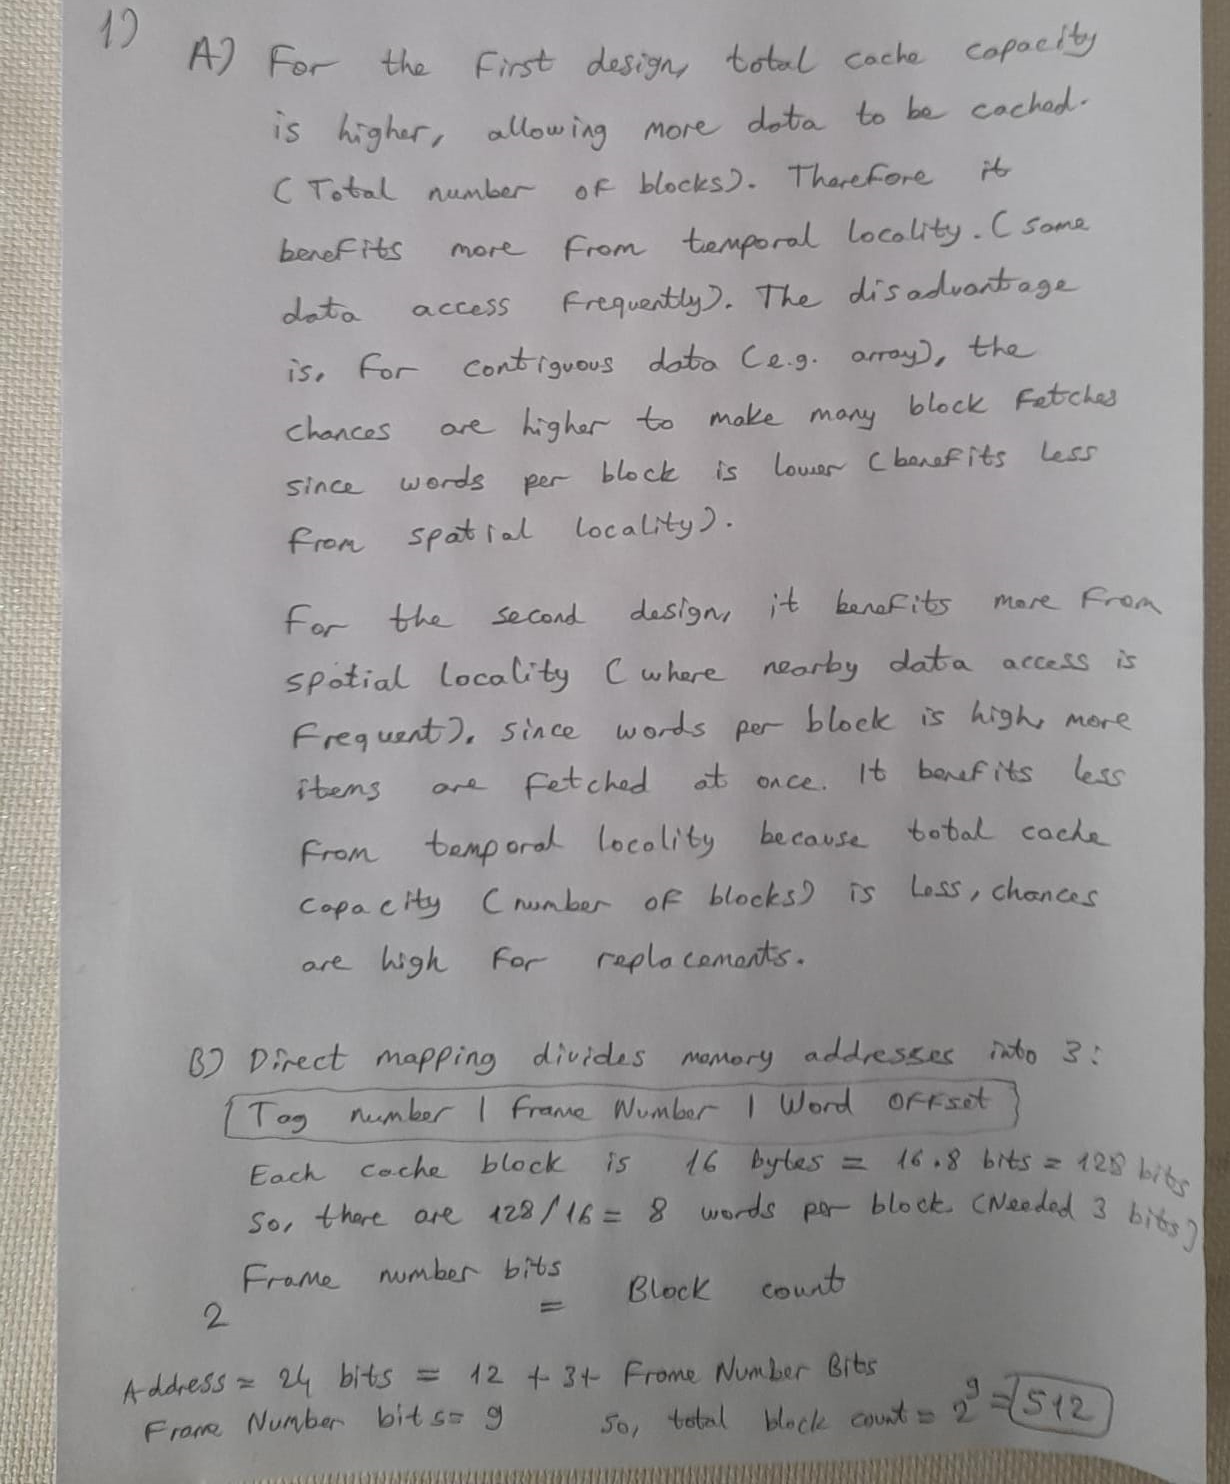 1)
A) For the first design, total cache capacity
is higher, allowing more data to be cached.
(Total number of blocks). Therefore it
benefits more from temporal locality. (same
data access frequently). The disadvantage
is, for contiguous data (e.g. array), the
chances are higher to make many block fetches
since words per block is lower (benefits less
from spatial locality).
For the second design, it benefits more from
spatial locality (where nearby data access is
frequent). Since words per block is high, more
items are fetched at once. It benefits less
from temporal locality because total cache
capacity (number of blocks) is less, chances
are high for replacements.
B) Direct mapping divides memory addresses into 3:
Tag number | Frame Number | Word offset
Each cache block is 16 bytes = 16.8 bits = 128 bits
So, there are 128/16 = 8 words per block. (Needed 3 bits)
2^Frame number bits = Block count
Address = 24 bits = 12 + 3 + Frame Number Bits
Frame Number bits = 9 So, total block count = 2^9 = 512